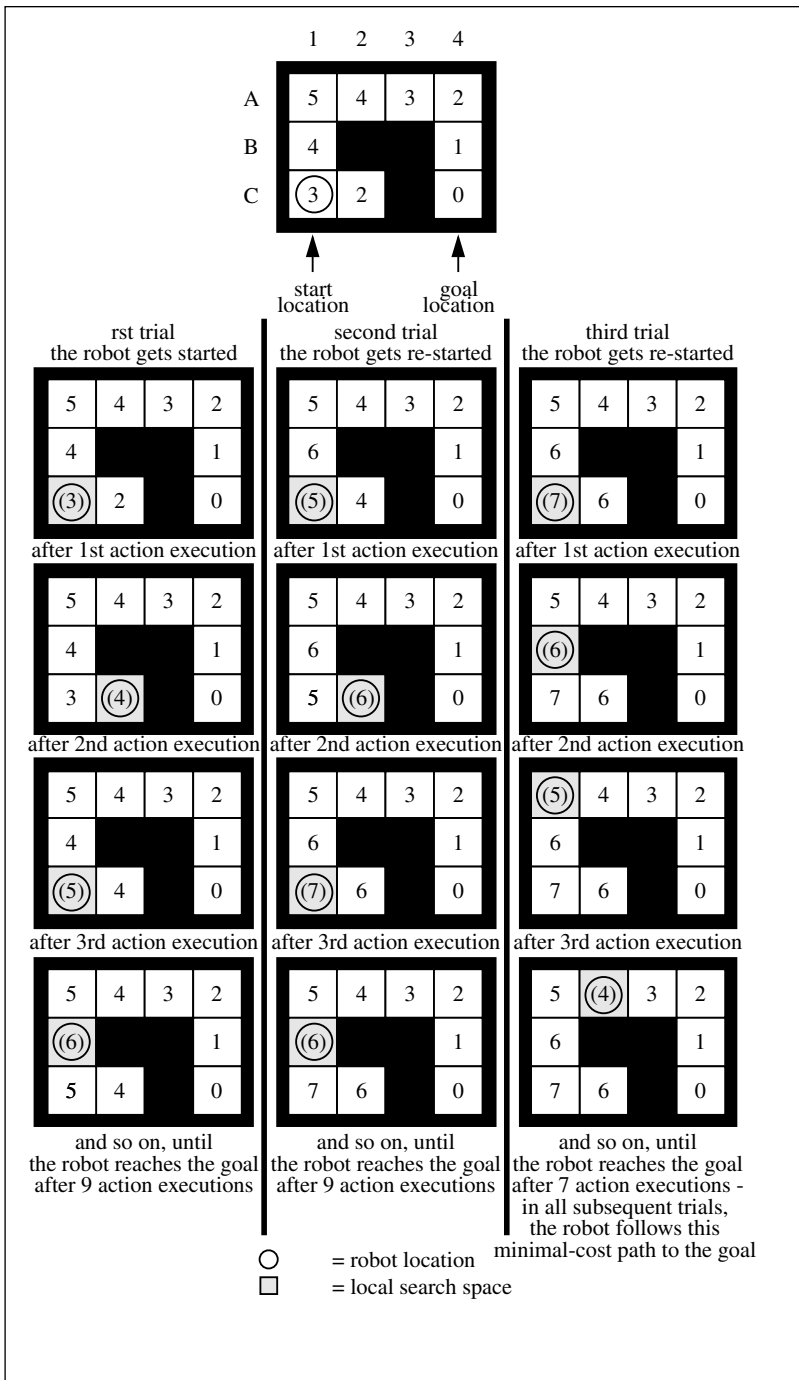 1 2 3 4
A 5 4 3 2
B 4 1
C 3 2 0
start location
goal location
rst trial
the robot gets started
5 4 3 2
4 1
(3) 2 0
after 1st action execution
5 4 3 2
4 1
3 (4) 0
after 2nd action execution
5 4 3 2
4 1
(5) 4 0
after 3rd action execution
5 4 3 2
(6) 1
5 4 0
and so on, until
the robot reaches the goal
after 9 action executions
second trial
the robot gets re-started
5 4 3 2
6 1
(5) 4 0
after 1st action execution
5 4 3 2
6 1
5 (6) 0
after 2nd action execution
5 4 3 2
6 1
(7) 6 0
after 3rd action execution
5 4 3 2
(6) 1
7 6 0
and so on, until
the robot reaches the goal
after 9 action executions
third trial
the robot gets re-started
5 4 3 2
6 1
(7) 6 0
after 1st action execution
5 4 3 2
(6) 1
7 6 0
after 2nd action execution
(5) 4 3 2
6 1
7 6 0
after 3rd action execution
5 (4) 3 2
6 1
7 6 0
and so on, until
the robot reaches the goal
after 7 action executions -
in all subsequent trials,
the robot follows this
minimal-cost path to the goal
= robot location
= local search space